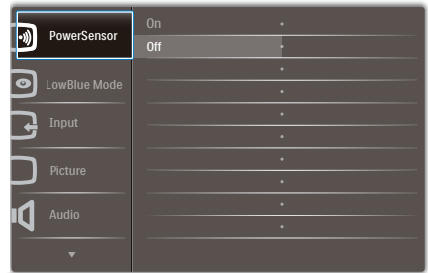 PowerSensor
On
Off
LowBlue Mode
Input
Picture
Audio